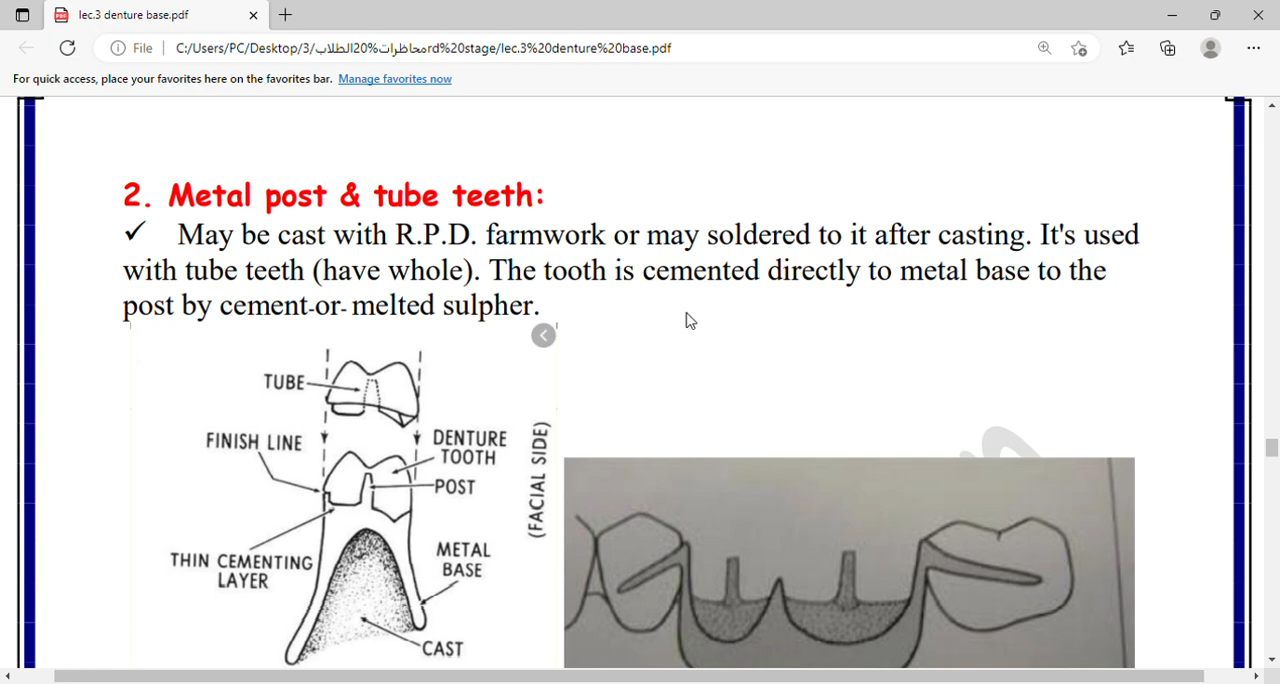 lec.3 denture base.pdf
File
C:/Users/PC/Desktop/3/محاظرات%20الطلابrd%20stage/lec.3%20denture%20base.pdf
For quick access, place your favorites here on the favorites bar. Manage favorites now
2. Metal post & tube teeth:
✓ May be cast with R.P.D. farmwork or may soldered to it after casting. It's used
with tube teeth (have whole). The tooth is cemented directly to metal base to the
post by cement-or-melted sulpher.
TUBE
FINISH LINE
DENTURE
TOOTH
POST
(FACIAL SIDE)
THIN CEMENTING
LAYER
METAL
BASE
CAST